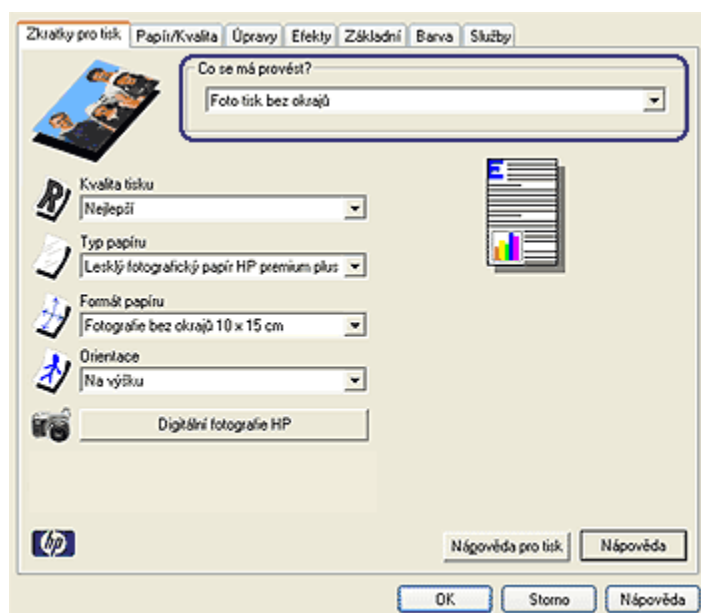 Zkratky pro tisk Papír/Kvalita Úpravy Efekty Základní Barva Služby
Co se má provést?
Foto tisk bez okrajů
Kvalita tisku
Nejlepší
Typ papíru
Lesklý fotografický papír HP premium plus
Formát papíru
Fotografie bez okrajů 10 x 15 cm
Orientace
Na výšku
Digitální fotografie HP
hp
Nápověda pro tisk Nápověda
OK Storno Nápověda